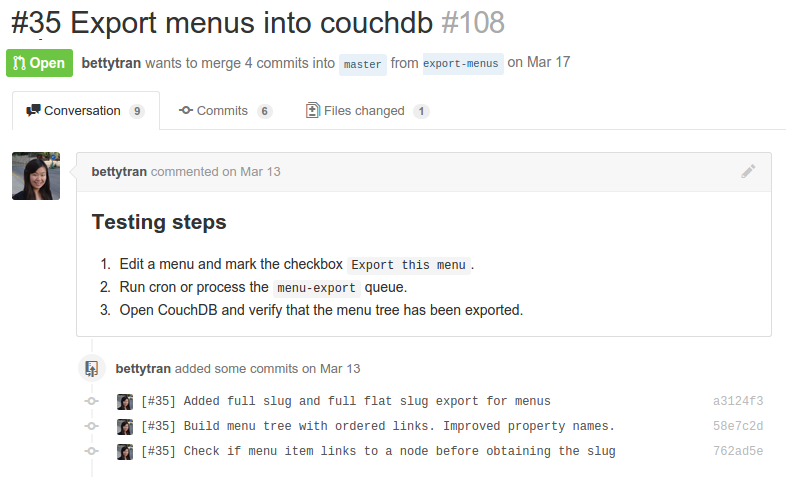 #35 Export menus into couchdb #108
Open bettytran wants to merge 4 commits into master from export-menus on Mar 17
Conversation 9 Commits 6 Files changed 1
bettytran commented on Mar 13
Testing steps
1. Edit a menu and mark the checkbox Export this menu.
2. Run cron or process the menu-export queue.
3. Open CouchDB and verify that the menu tree has been exported.
bettytran added some commits on Mar 13
[#35] Added full slug and full flat slug export for menus a3124f3
[#35] Build menu tree with ordered links. Improved property names. 58e7c2d
[#35] Check if menu item links to a node before obtaining the slug 762ad5e